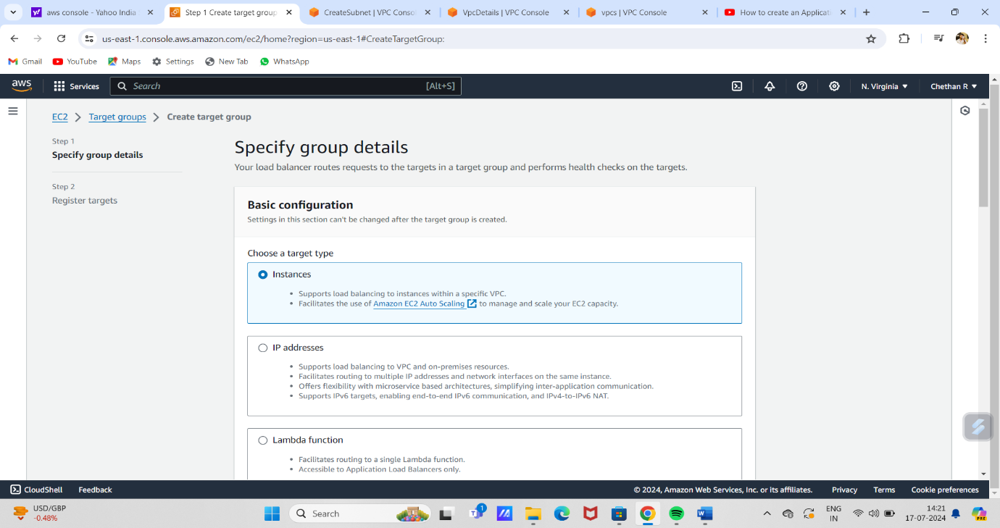 aws console - Yahoo India
Step 1 Create target group
CreateSubnet | VPC Conso
VpcDetails | VPC Console
vpcs | VPC Console
How to create an Applicat
us-east-1.console.aws.amazon.com/ec2/home?region=us-east-1#CreateTargetGroup:
Gmail
YouTube
Maps
Settings
New Tab
WhatsApp
aws
Services
Search
[Alt+S]
N. Virginia
Chethan R
EC2
Target groups
Create target group
Step 1
Specify group details
Step 2
Register targets
Specify group details
Your load balancer routes requests to the targets in a target group and performs health checks on the targets.
Basic configuration
Settings in this section can't be changed after the target group is created.
Choose a target type
Instances
• Supports load balancing to instances within a specific VPC.
• Facilitates the use of Amazon EC2 Auto Scaling to manage and scale your EC2 capacity.
IP addresses
• Supports load balancing to VPC and on-premises resources.
• Facilitates routing to multiple IP addresses and network interfaces on the same instance.
• Offers flexibility with microservice based architectures, simplifying inter-application communication.
• Supports IPv6 targets, enabling end-to-end IPv6 communication, and IPv4-to-IPv6 NAT.
Lambda function
• Facilitates routing to a single Lambda function.
• Accessible to Application Load Balancers only.
CloudShell
Feedback
© 2024, Amazon Web Services, Inc. or its affiliates.
Privacy
Terms
Cookie preferences
USD/GBP
-0.48%
Search
1
ENG
IN
14:21
17-07-2024
PRE